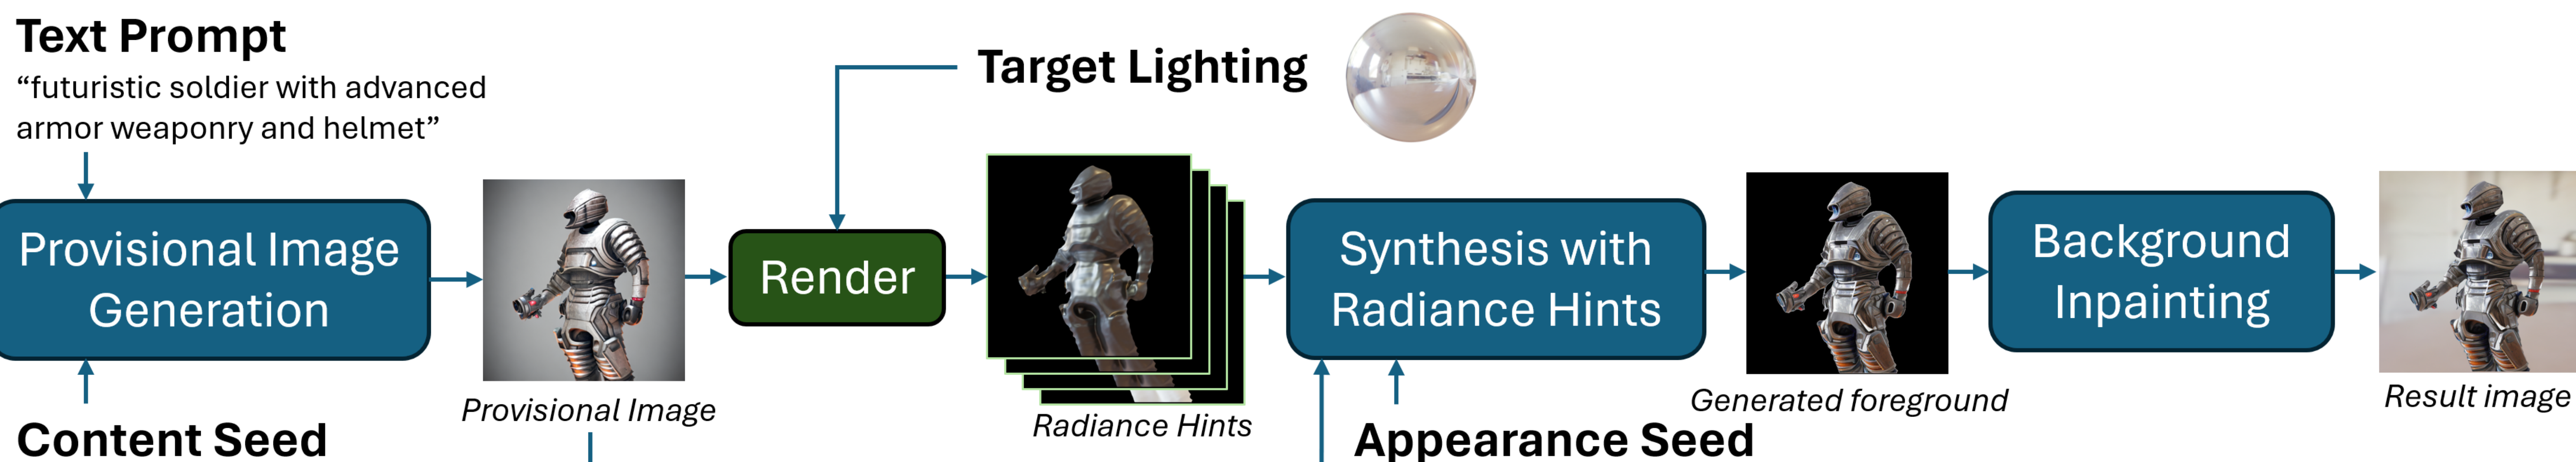 Text Prompt
“futuristic soldier with advanced
armor weaponry and helmet”
Target Lighting
Provisional Image
Generation
Render
Synthesis with
Radiance Hints
Background
Inpainting
Provisional Image
Radiance Hints
Generated foreground
Result image
Content Seed
Appearance Seed